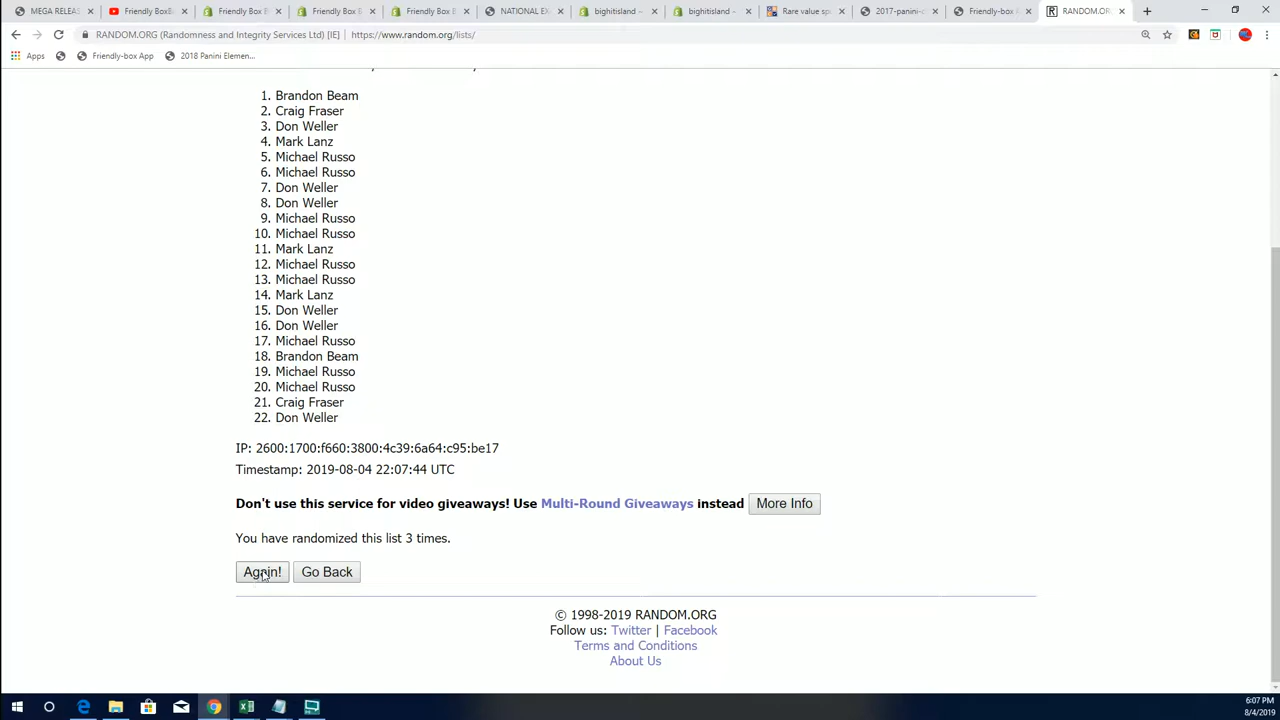 MEGA RELEAS
Friendly BoxB
Friendly Box B
Friendly Box B
Friendly Box B
NATIONAL EX
bighitisland –
bighitisland –
Rare value sp
2017-panini-c
Friendly-box A
RANDOM.OR
RANDOM.ORG (Randomness and Integrity Services Ltd) [IE] | https://www.random.org/lists/
Apps
Friendly-box App
2018 Panini Elemen...
1. Brandon Beam
2. Craig Fraser
3. Don Weller
4. Mark Lanz
5. Michael Russo
6. Michael Russo
7. Don Weller
8. Don Weller
9. Michael Russo
10. Michael Russo
11. Mark Lanz
12. Michael Russo
13. Michael Russo
14. Mark Lanz
15. Don Weller
16. Don Weller
17. Michael Russo
18. Brandon Beam
19. Michael Russo
20. Michael Russo
21. Craig Fraser
22. Don Weller
IP: 2600:1700:f660:3800:4c39:6a64:c95:be17
Timestamp: 2019-08-04 22:07:44 UTC
Don't use this service for video giveaways! Use Multi-Round Giveaways instead More Info
You have randomized this list 3 times.
Again! Go Back
© 1998-2019 RANDOM.ORG
Follow us: Twitter | Facebook
Terms and Conditions
About Us
6:07 PM
8/4/2019